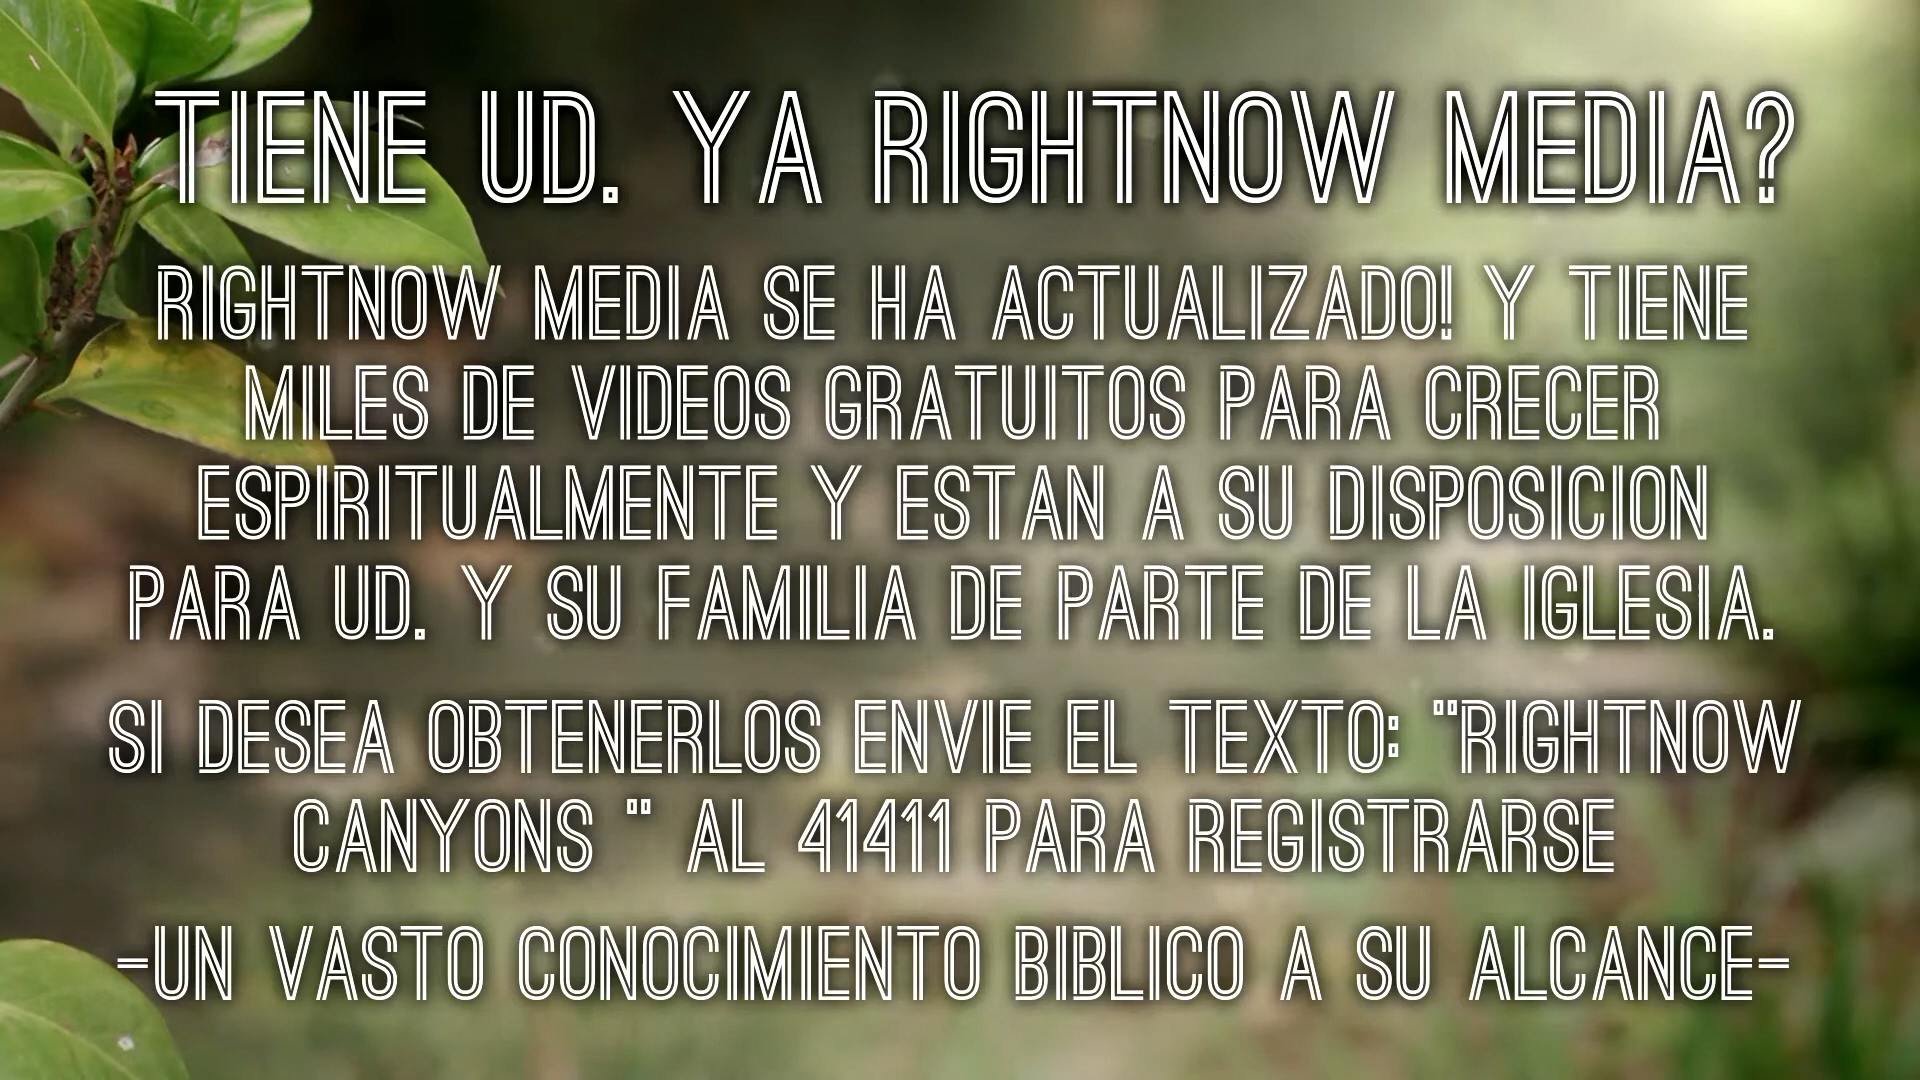 TIENE UD. YA RIGHTNOW MEDIA?
RIGHTNOW MEDIA SE HA ACTUALIZADO! Y TIENE
MILES DE VIDEOS GRATUITOS PARA CRECER
ESPIRITUALMENTE Y ESTAN A SU DISPOSICION
PARA UD. Y SU FAMILIA DE PARTE DE LA IGLESIA.
SI DESEA OBTENERLOS ENVIE EL TEXTO: "RIGHTNOW
CANYONS " AL 41411 PARA REGISTRARSE
-UN VASTO CONOCIMIENTO BIBLICO A SU ALCANCE-